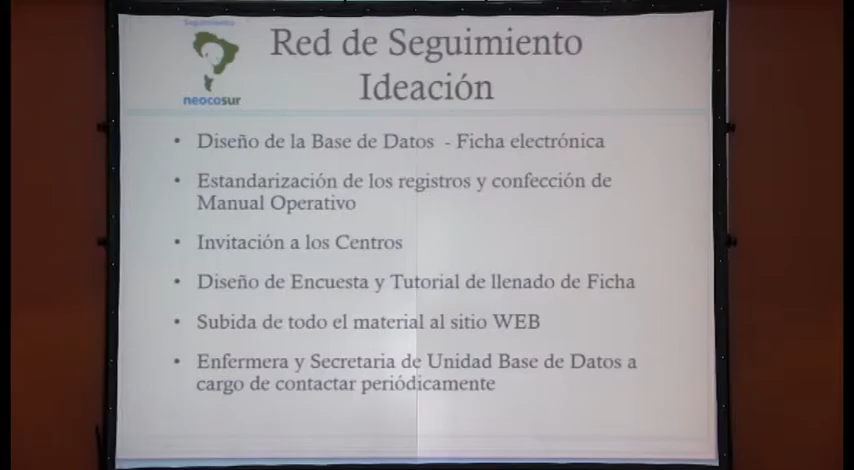 Seguimiento
neocosur
Red de Seguimiento
Ideación
• Diseño de la Base de Datos - Ficha electrónica
• Estandarización de los registros y confección de
Manual Operativo
• Invitación a los Centros
• Diseño de Encuesta y Tutorial de llenado de Ficha
• Subida de todo el material al sitio WEB
• Enfermera y Secretaria de Unidad Base de Datos a
cargo de contactar periódicamente